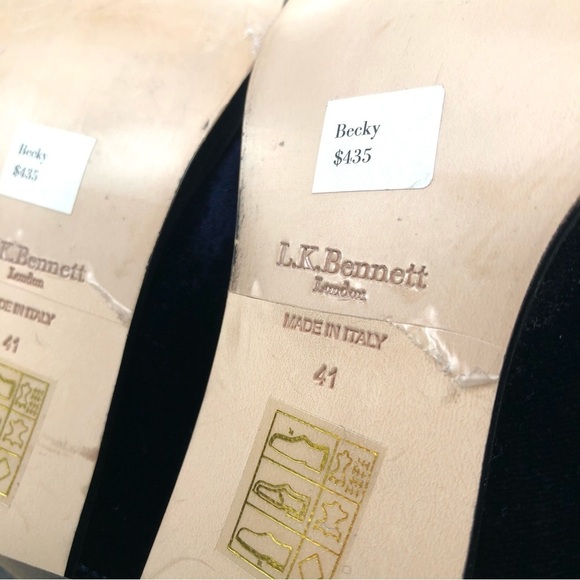 Becky
$435
L.K.Bennett
London
MADE IN ITALY
41
Becky
$435
L.K.Bennett
London
MADE IN ITALY
41